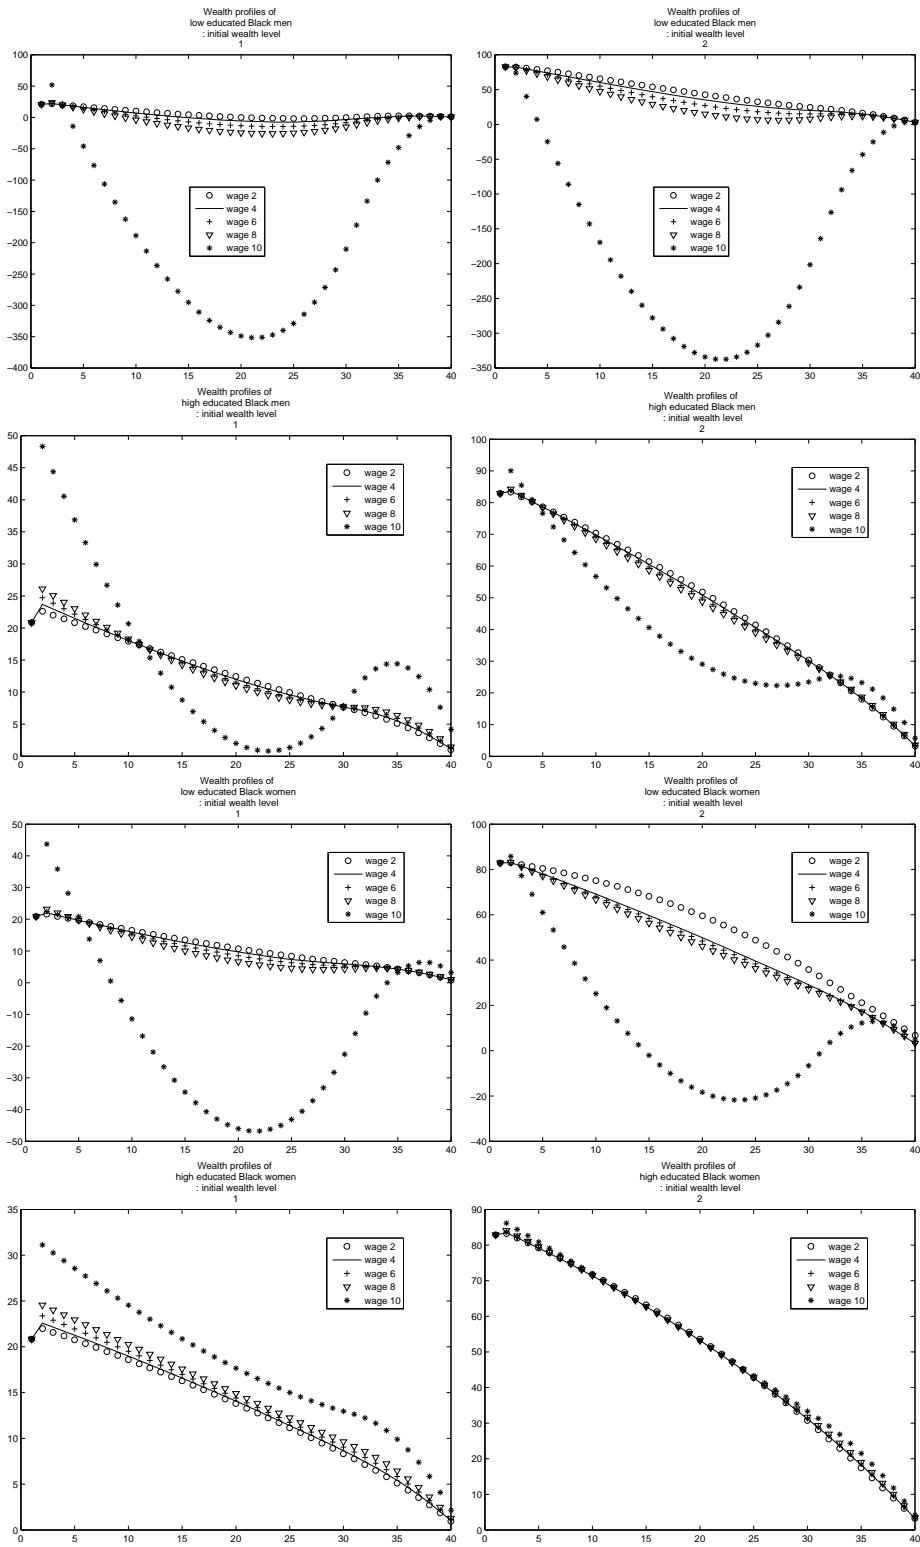 Wealth profiles of
low educated Black men
: initial wealth level
1
100
50
0
−50
−100
−150
−200
−250
−300
−350
−400
wage 2
wage 4
wage 6
wage 8
wage 10
0 5 10 15 20 25 30 35 40
Wealth profiles of
low educated Black men
: initial wealth level
2
100
50
0
−50
−100
−150
−200
−250
−300
−350
wage 2
wage 4
wage 6
wage 8
wage 10
0 5 10 15 20 25 30 35 40
Wealth profiles of
high educated Black men
: initial wealth level
1
50
45
40
35
30
25
20
15
10
5
0
wage 2
wage 4
wage 6
wage 8
wage 10
0 5 10 15 20 25 30 35 40
Wealth profiles of
high educated Black men
: initial wealth level
2
100
90
80
70
60
50
40
30
20
10
0
wage 2
wage 4
wage 6
wage 8
wage 10
0 5 10 15 20 25 30 35 40
Wealth profiles of
low educated Black women
: initial wealth level
1
50
40
30
20
10
0
−10
−20
−30
−40
−50
wage 2
wage 4
wage 6
wage 8
wage 10
0 5 10 15 20 25 30 35 40
Wealth profiles of
low educated Black women
: initial wealth level
2
100
80
60
40
20
0
−20
−40
wage 2
wage 4
wage 6
wage 8
wage 10
0 5 10 15 20 25 30 35 40
Wealth profiles of
high educated Black women
: initial wealth level
1
35
30
25
20
15
10
5
0
wage 2
wage 4
wage 6
wage 8
wage 10
0 5 10 15 20 25 30 35 40
Wealth profiles of
high educated Black women
: initial wealth level
2
90
80
70
60
50
40
30
20
10
0
wage 2
wage 4
wage 6
wage 8
wage 10
0 5 10 15 20 25 30 35 40